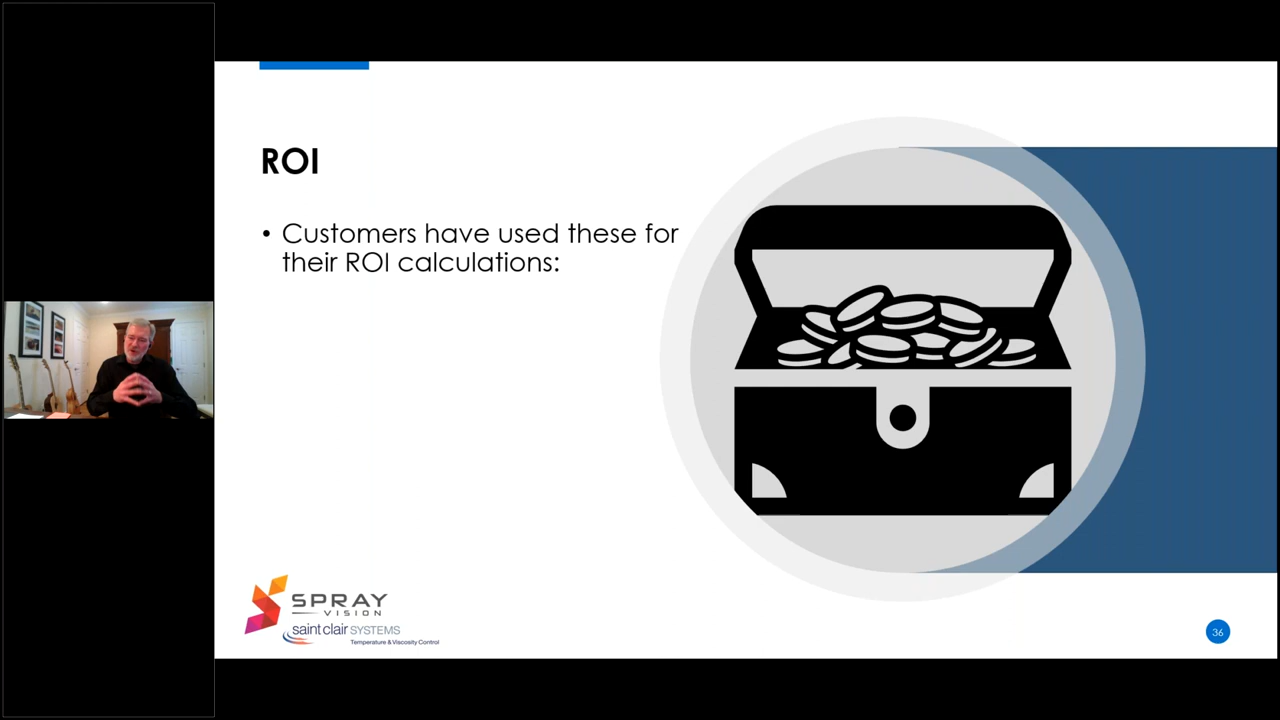 ROI
• Customers have used these for
their ROI calculations:
SPRAY
VISION
saint clair SYSTEMS
Temperature & Viscosity Control
36